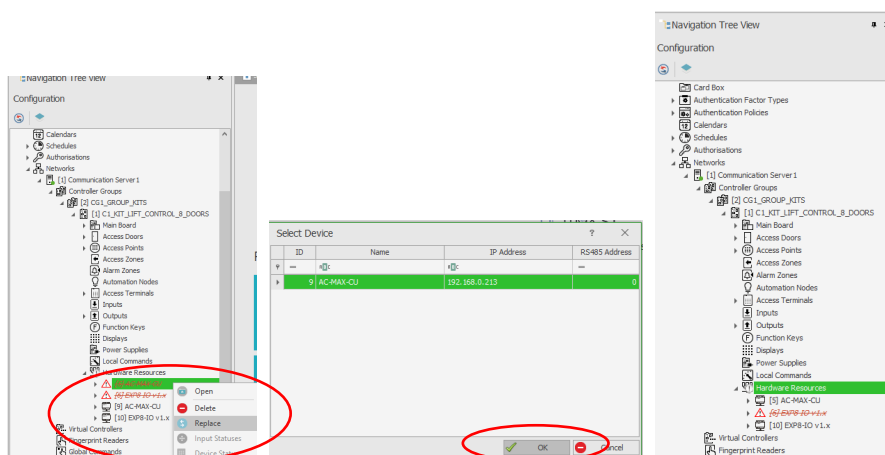 Navigation Tree View
Configuration
Calendars
Schedules
Authorisations
Networks
[1] Communication Server1
Controller Groups
[2] CG1_GROUP_KITS
[1] C1_KIT_LIFT_CONTROL_8_DOORS
Main Board
Access Doors
Access Points
Access Zones
Alarm Zones
Automation Nodes
Access Terminals
Inputs
Outputs
Function Keys
Displays
Power Supplies
Local Commands
Hardware Resources
[6] EXP8-IO v1.x
[9] AC-MAX-CU
[10] EXP8-IO v1.x
Virtual Controllers
Fingerprint Readers
Global Commands
Open
Delete
Replace
Input Statuses
Device Stat
Select Device ? ×
ID Name IP Address RS485 Address
9 AC-MAX-CU 192.168.0.213 0
OK Cancel
Navigation Tree View
Configuration
Card Box
Authentication Factor Types
Authentication Policies
Calendars
Schedules
Authorisations
Networks
[1] Communication Server1
Controller Groups
[2] CG1_GROUP_KITS
[1] C1_KIT_LIFT_CONTROL_8_DOORS
Main Board
Access Doors
Access Points
Access Zones
Alarm Zones
Automation Nodes
Access Terminals
Inputs
Outputs
Function Keys
Displays
Power Supplies
Local Commands
Hardware Resources
[5] AC-MAX-CU
[6] EXP8-IO v1.x
[10] EXP8-IO v1.x
Virtual Controllers
Fingerprint Readers